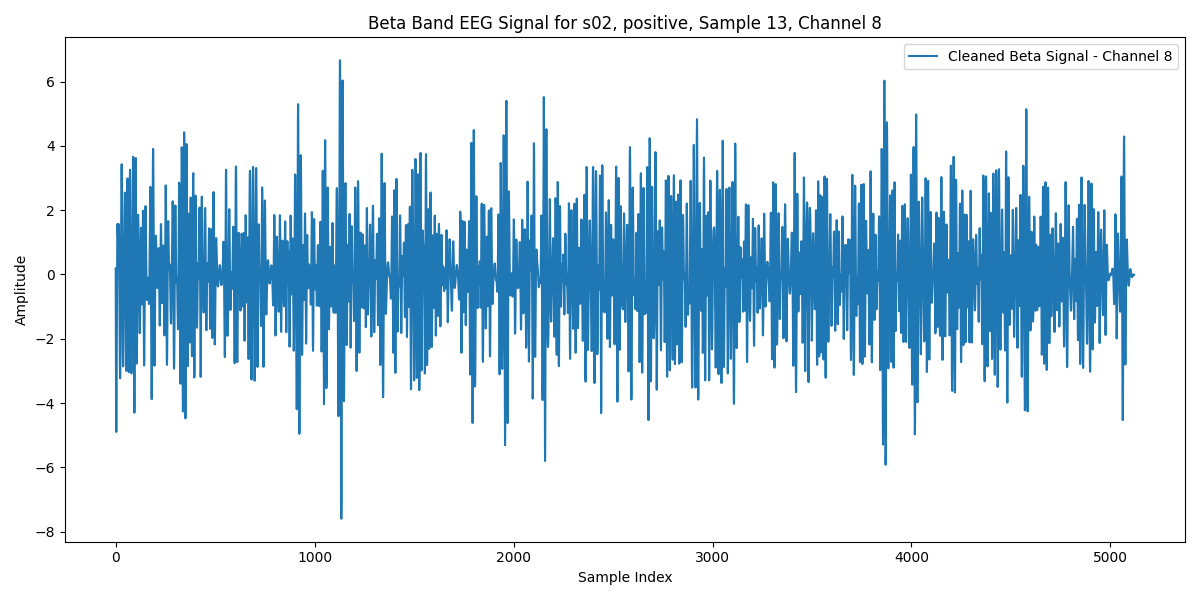 Beta Band EEG Signal for s02, positive, Sample 13, Channel 8
Cleaned Beta Signal - Channel 8
Amplitude
6
4
2
0
−2
−4
−6
−8
0 1000 2000 3000 4000 5000
Sample Index